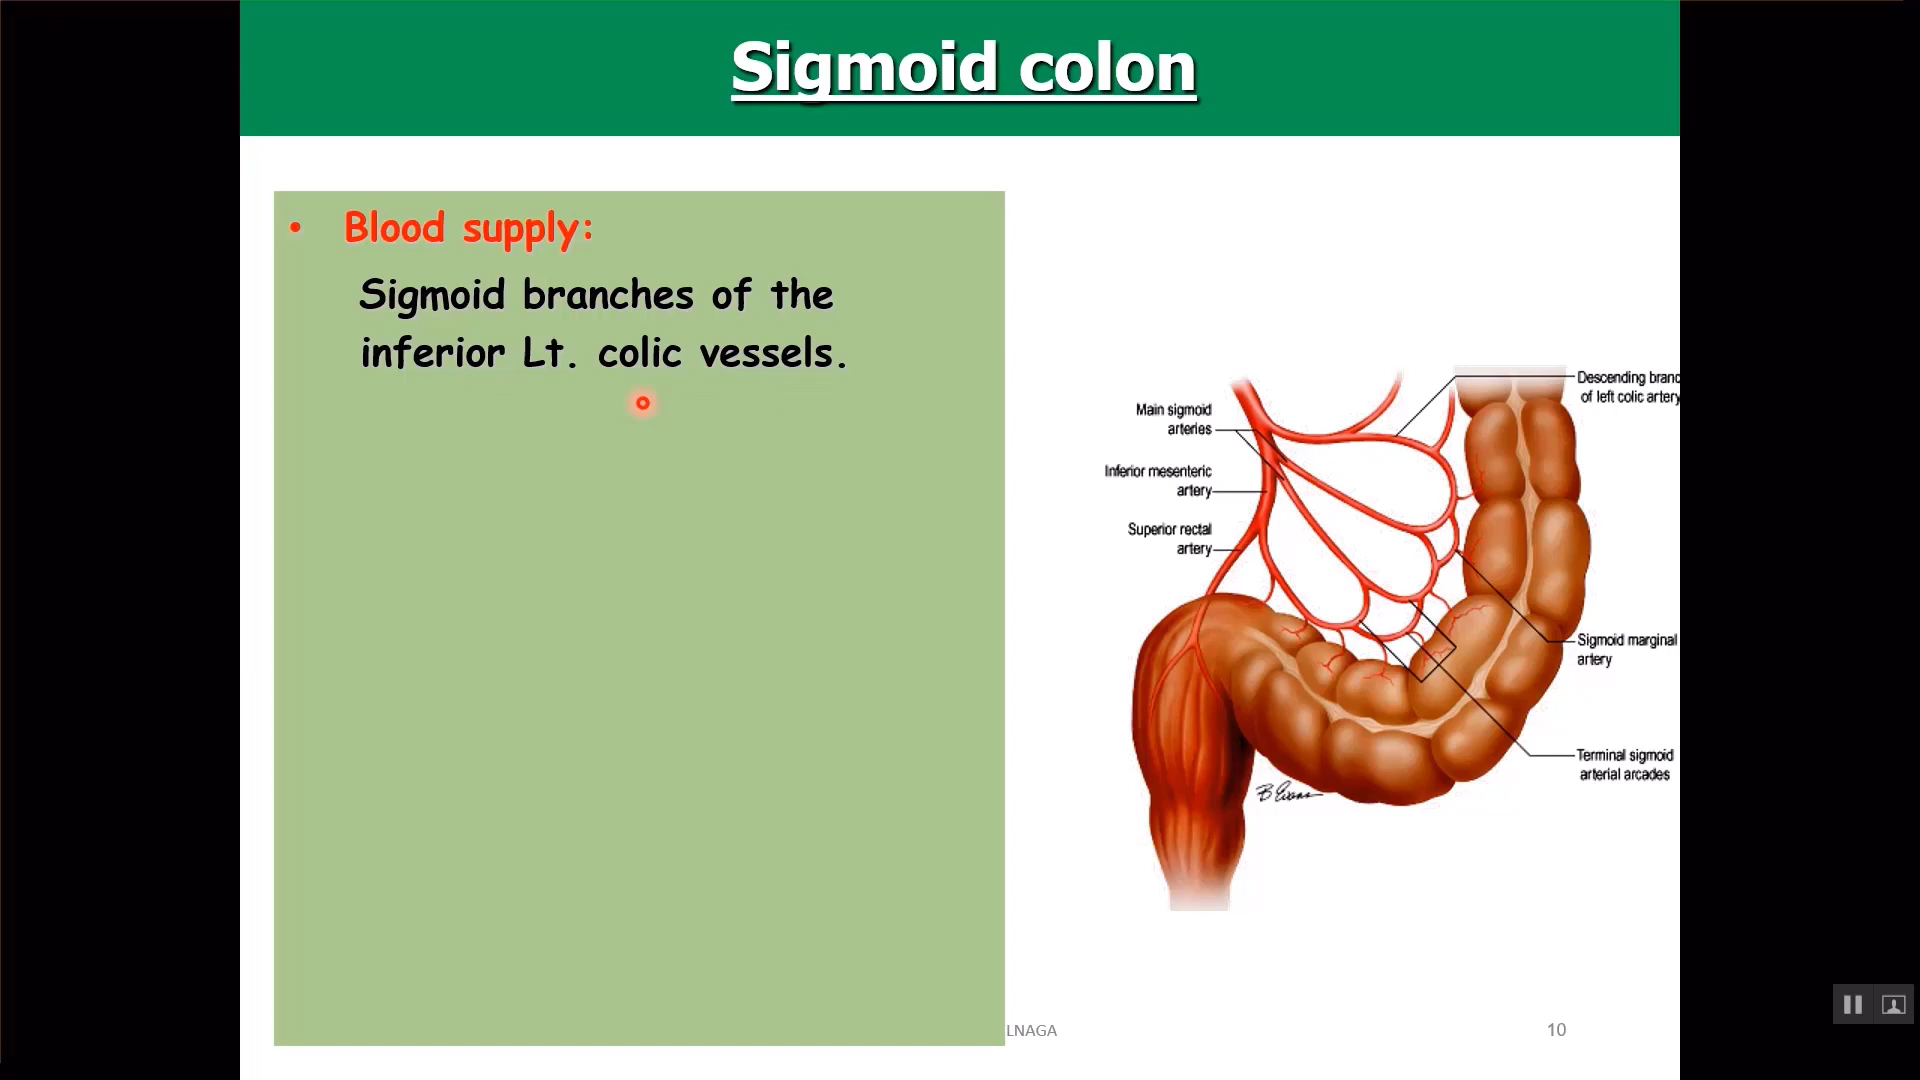 Sigmoid colon
• Blood supply:
Sigmoid branches of the
inferior Lt. colic vessels.
Descending branc
of left colic artery
Main sigmoid
arteries
Inferior mesenteric
artery
Superior rectal
artery
Sigmoid marginal
artery
Terminal sigmoid
arterial arcades
B Evans
LNAGA
10